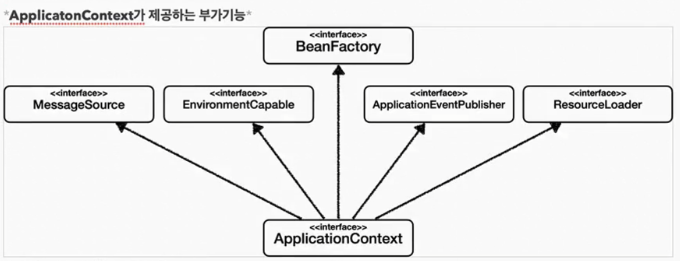 *ApplicatonContext가 제공하는 부가기능*
<<interface>>
BeanFactory
<<interface>>
MessageSource
<<interface>>
EnvironmentCapable
<<interface>>
ApplicationEventPublisher
<<interface>>
ResourceLoader
<<interface>>
ApplicationContext